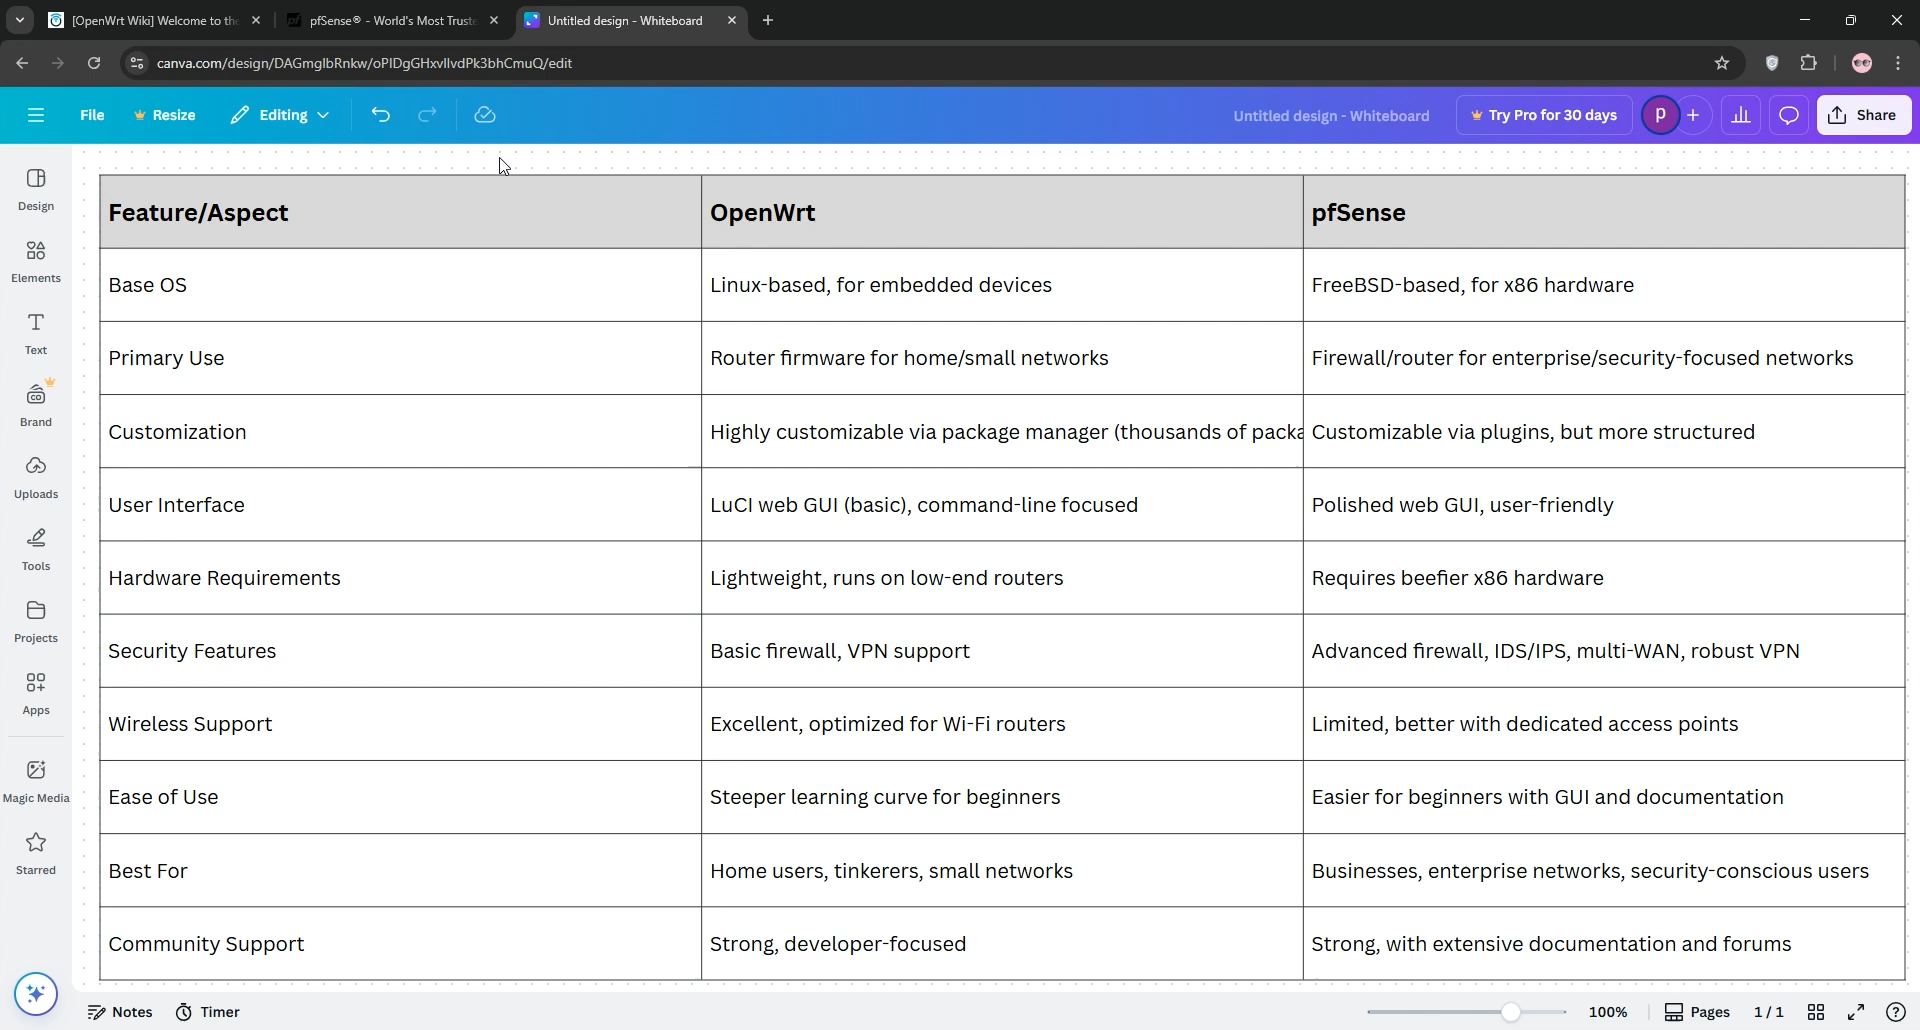 [OpenWrt Wiki] Welcome to the
pfSense® - World's Most Truste
Untitled design - Whiteboard
canva.com/design/DAGmglbRnkw/oPIDgGHxvllvdPk3bhCmuQ/edit
File
Resize
Editing
Untitled design - Whiteboard
Try Pro for 30 days
P
Share
Design
Elements
Text
Brand
Uploads
Tools
Projects
Apps
Magic Media
Starred
Feature/Aspect OpenWrt pfSense
Base OS Linux-based, for embedded devices FreeBSD-based, for x86 hardware
Primary Use Router firmware for home/small networks Firewall/router for enterprise/security-focused networks
Customization Highly customizable via package manager (thousands of packa Customizable via plugins, but more structured
User Interface LuCI web GUI (basic), command-line focused Polished web GUI, user-friendly
Hardware Requirements Lightweight, runs on low-end routers Requires beefier x86 hardware
Security Features Basic firewall, VPN support Advanced firewall, IDS/IPS, multi-WAN, robust VPN
Wireless Support Excellent, optimized for Wi-Fi routers Limited, better with dedicated access points
Ease of Use Steeper learning curve for beginners Easier for beginners with GUI and documentation
Best For Home users, tinkerers, small networks Businesses, enterprise networks, security-conscious users
Community Support Strong, developer-focused Strong, with extensive documentation and forums
Notes Timer 100% Pages 1 / 1